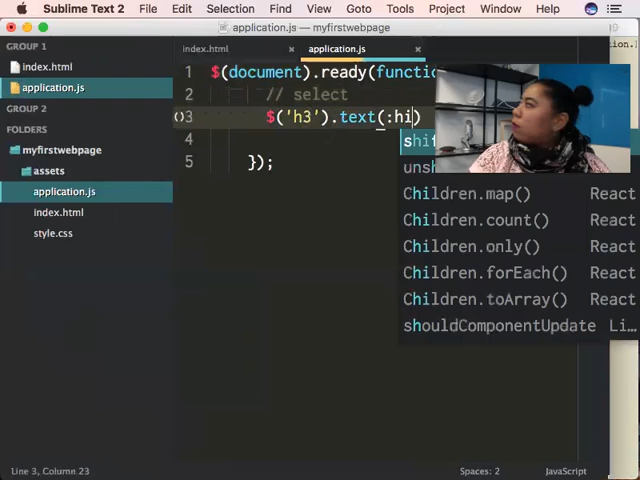 Sublime Text 2 File Edit Selection Find View Goto Tools Project Window Help
application.js — myfirstwebpage
GROUP 1
index.html
application.js
GROUP 2
FOLDERS
myfirstwebpage
assets
application.js
index.html
style.css
index.html ×
application.js ×
1 $(document).ready(functio
2 // select
3 $('h3').text(:hi)
4
5 });
Children.map() React
Children.count() React
Children.only() React
Children.forEach() React
Children.toArray() React
shouldComponentUpdate Li...
Line 3, Column 23
Spaces: 2
JavaScript